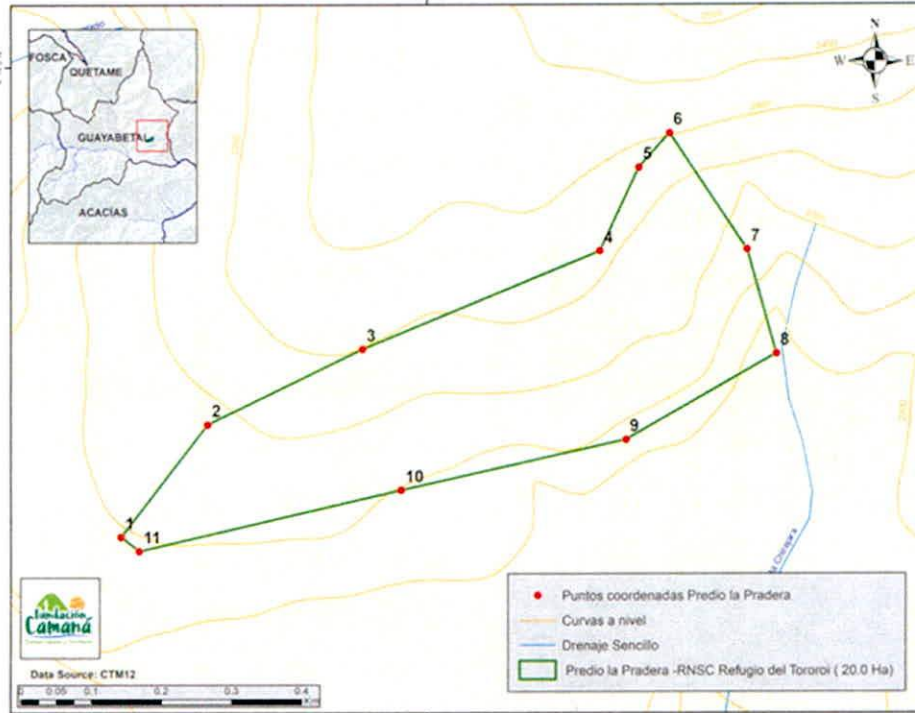 FOSCA
QUETAME
GUAYABETAL
ACACÍAS
N
W E
S
6
5
7
4
3
8
2
9
10
1
11
Fundación
Camaná
Data Source: CTM12
0 0.05 0.1 0.2 0.3 0.4
Km
Puntos coordenadas Predio la Pradera
Curvas a nivel
Drenaje Sencillo
Predio la Pradera -RNSC Refugio del Tororoi ( 20.0 Ha)